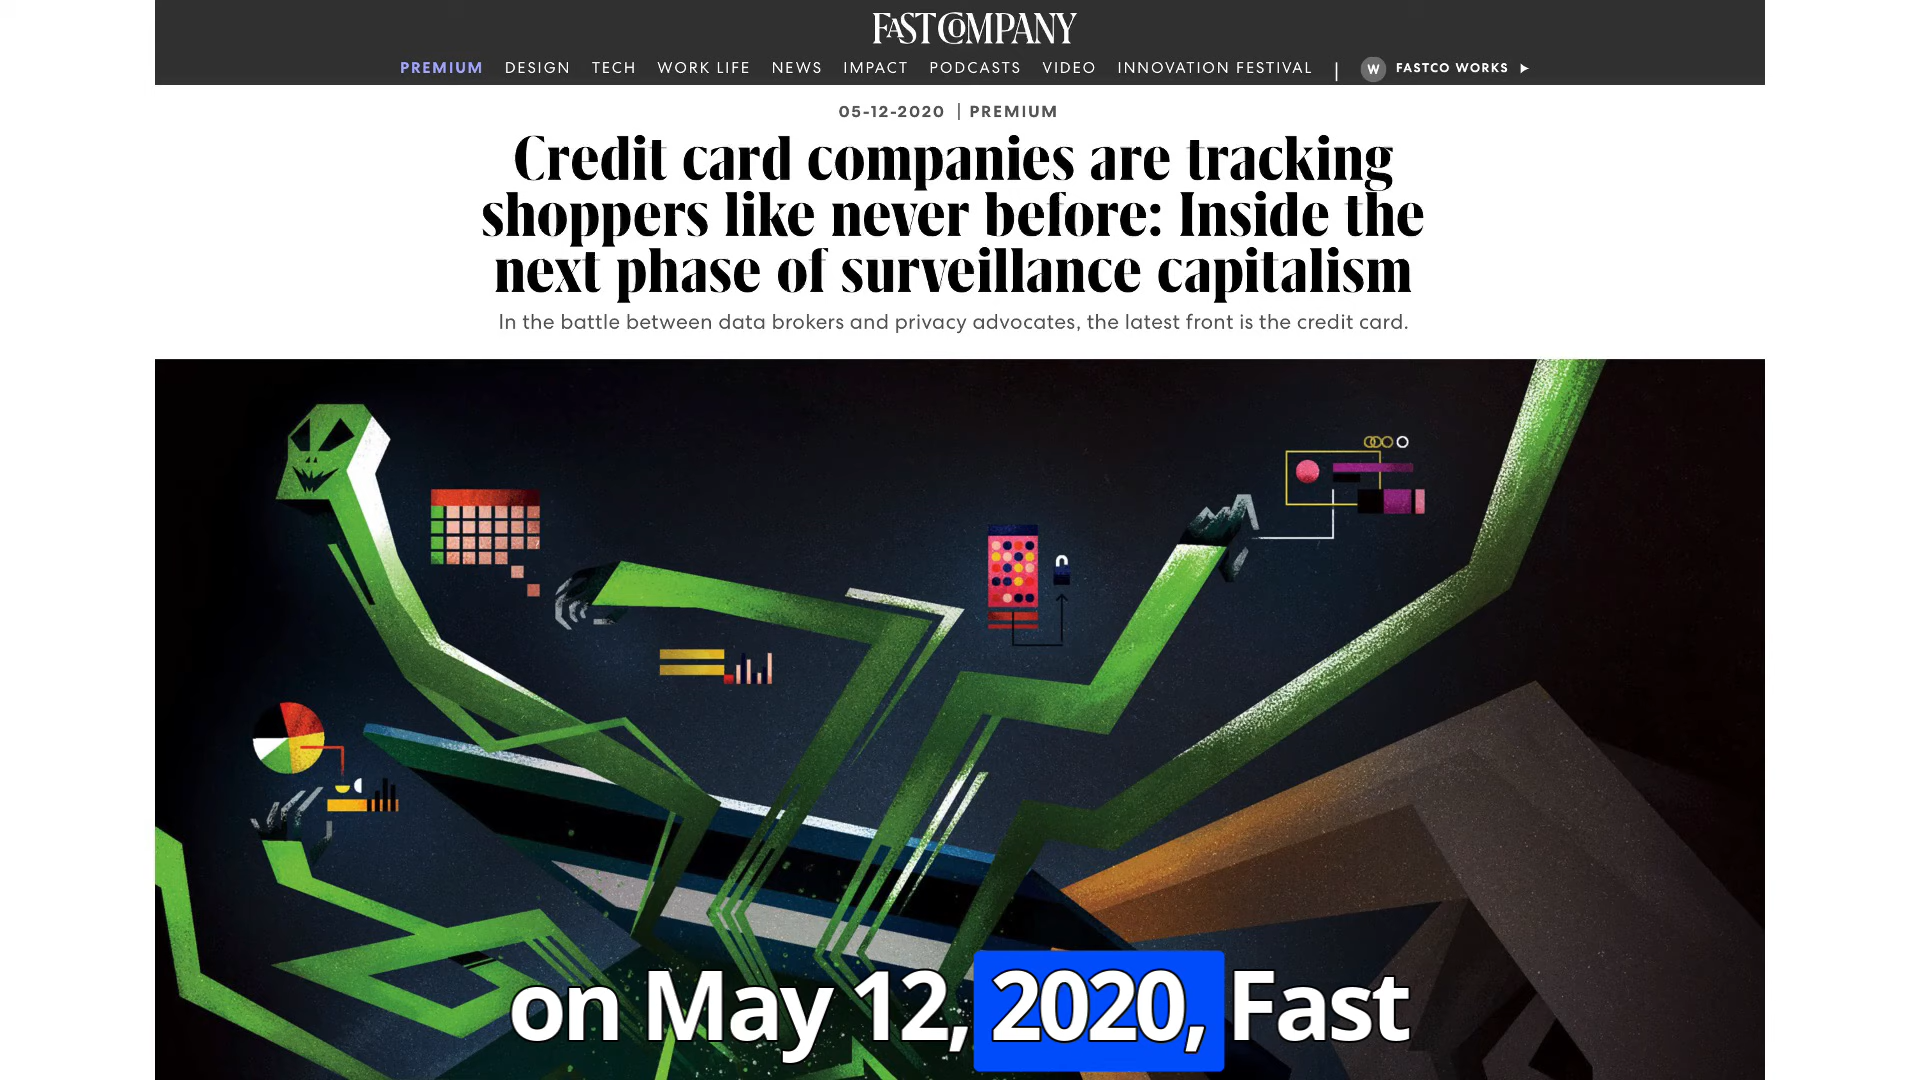 FAST COMPANY
PREMIUM DESIGN TECH WORK LIFE NEWS IMPACT PODCASTS VIDEO INNOVATION FESTIVAL | W FASTCO WORKS
05-12-2020 | PREMIUM
Credit card companies are tracking
shoppers like never before: Inside the
next phase of surveillance capitalism
In the battle between data brokers and privacy advocates, the latest front is the credit card.
on May 12, 2020, Fast